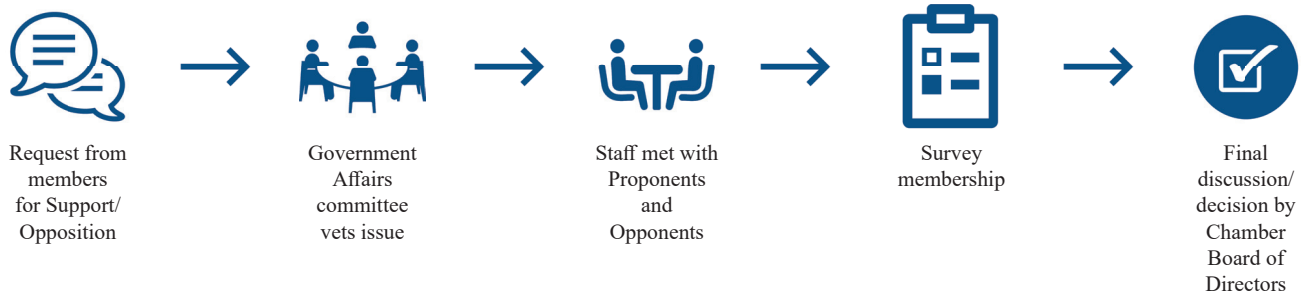 Request from
members
for Support/
Opposition
Government
Affairs
committee
vets issue
Staff met with
Proponents
and
Opponents
Survey
membership
Final
discussion/
decision by
Chamber
Board of
Directors